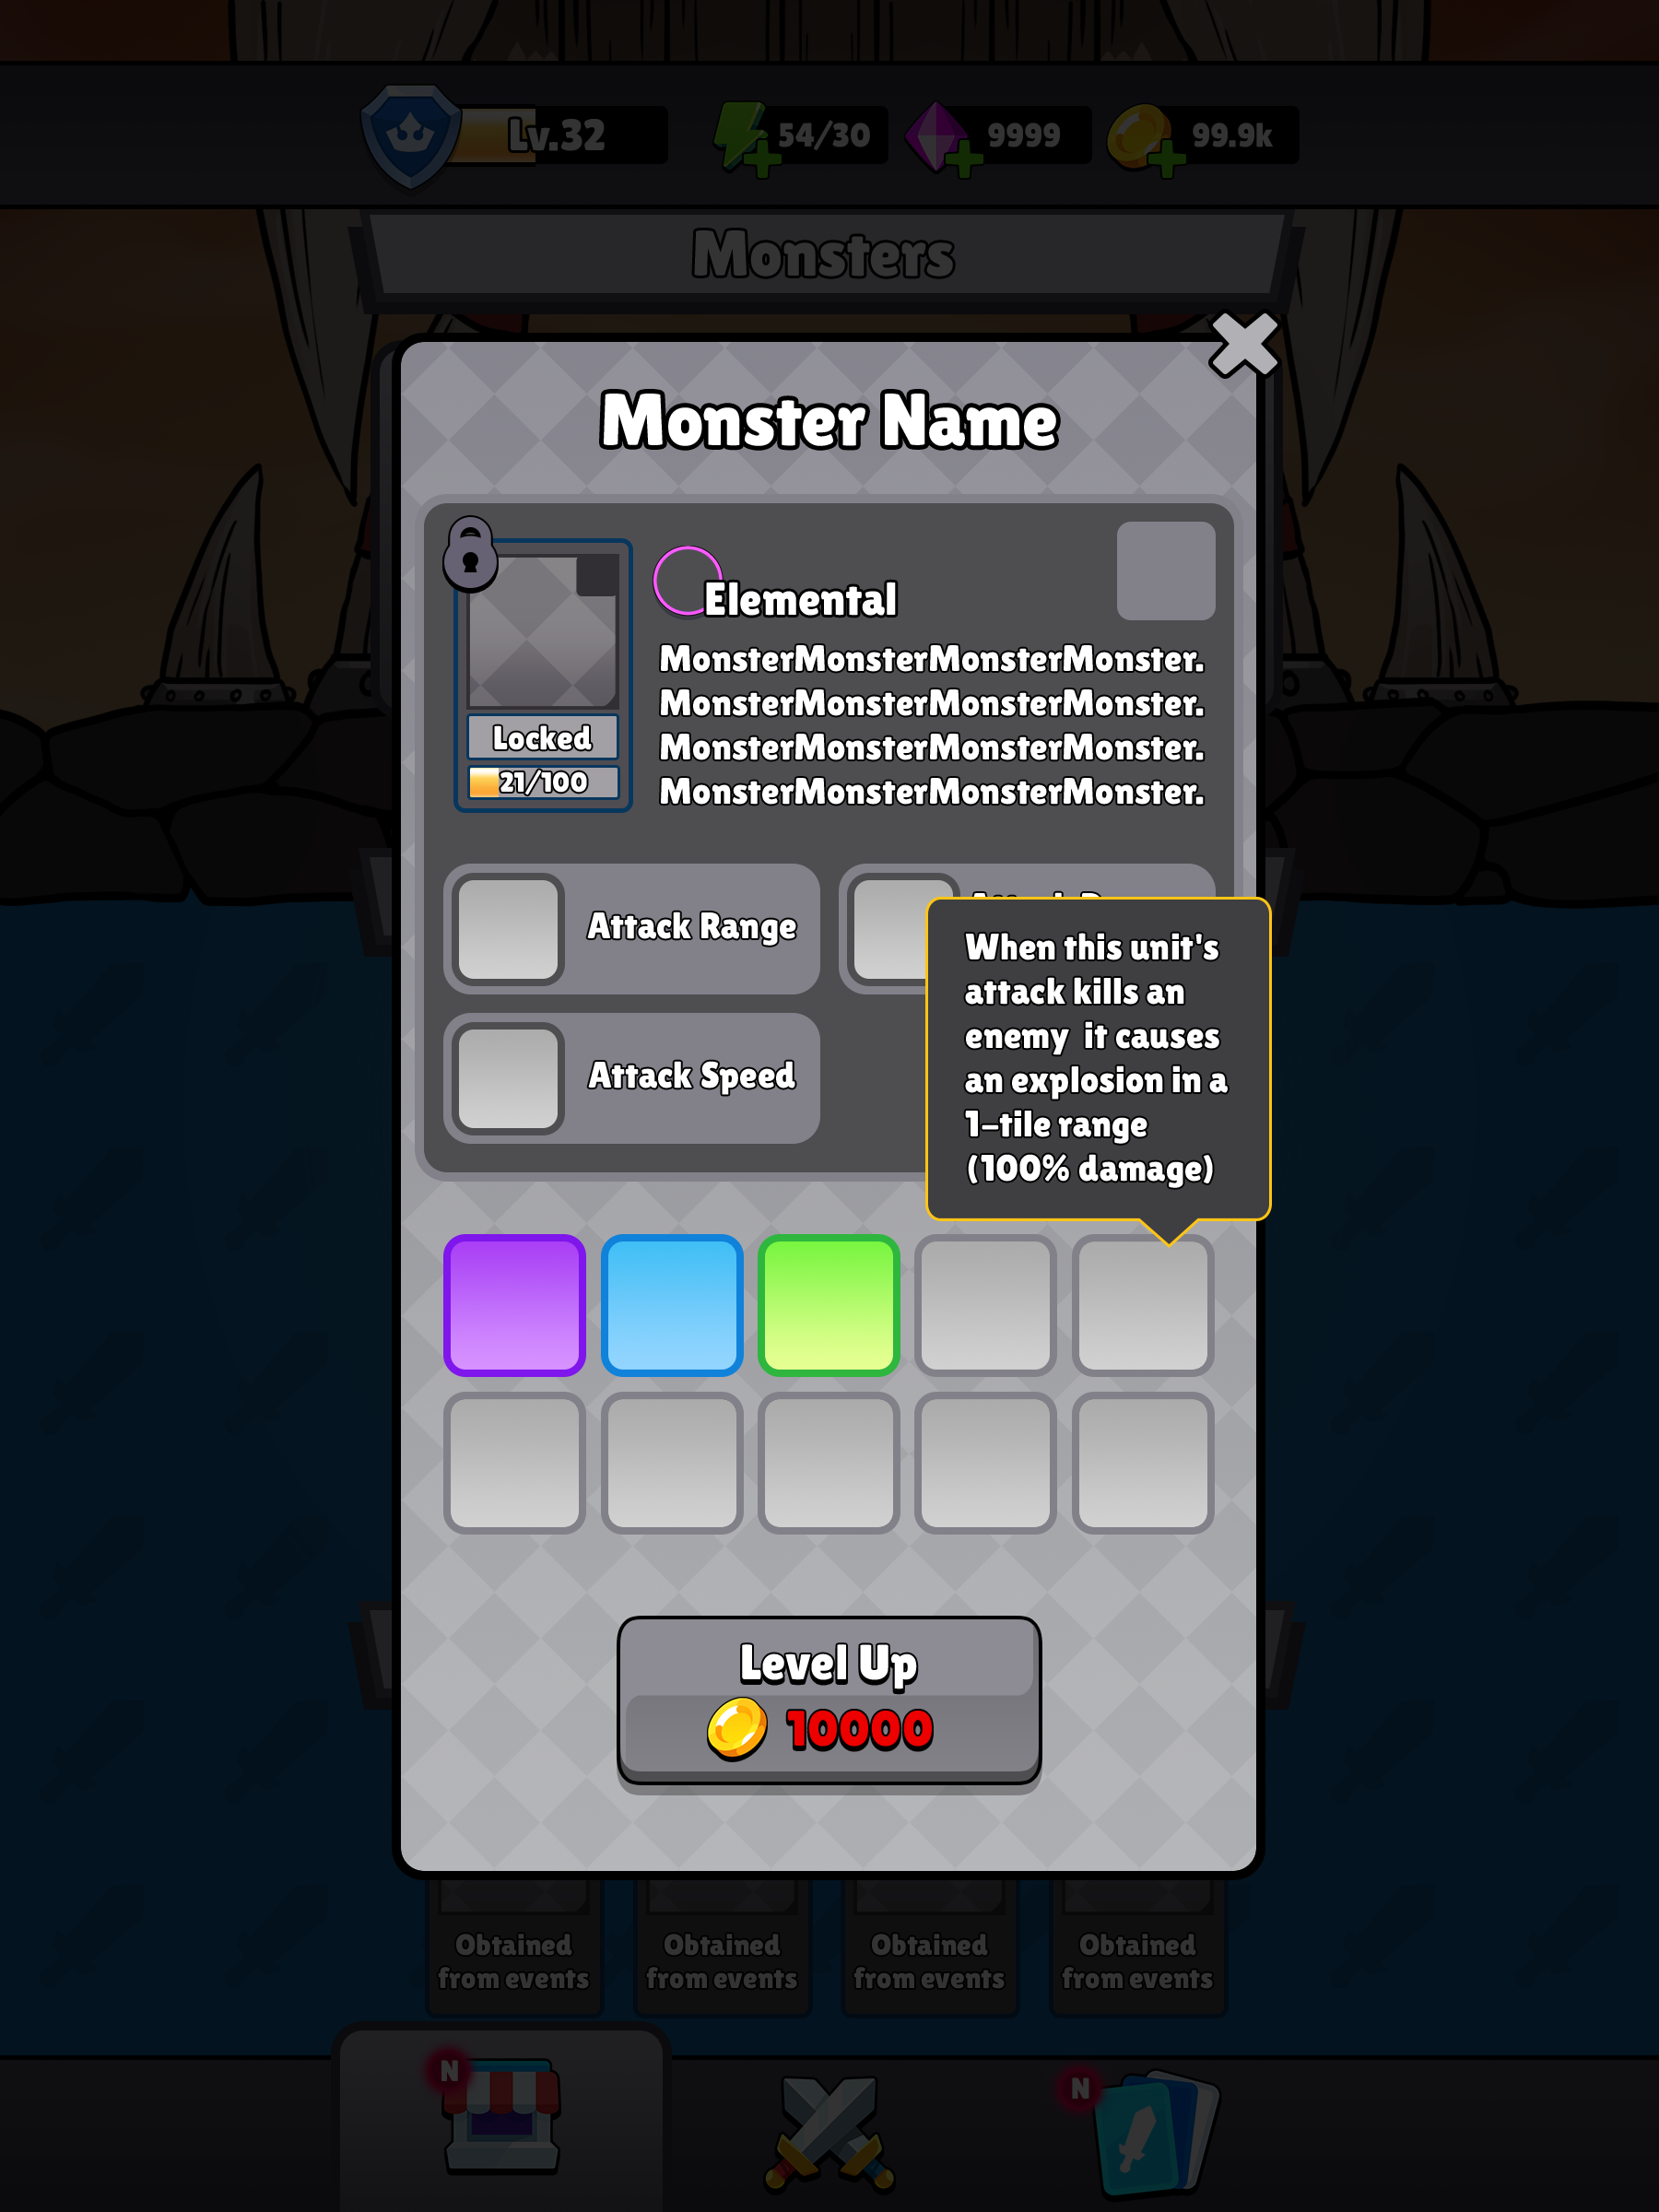 Lv.32
54/30
9999
99.9k
Monsters
Monster Name
Elemental
MonsterMonsterMonsterMonster.
MonsterMonsterMonsterMonster.
MonsterMonsterMonsterMonster.
MonsterMonsterMonsterMonster.
Locked
21/100
Attack Range
Attack Speed
When this unit's
attack kills an
enemy  it causes
an explosion in a
1-tile range
(100% damage)
Level Up
10000
Obtained
from events
Obtained
from events
Obtained
from events
Obtained
from events
N
N